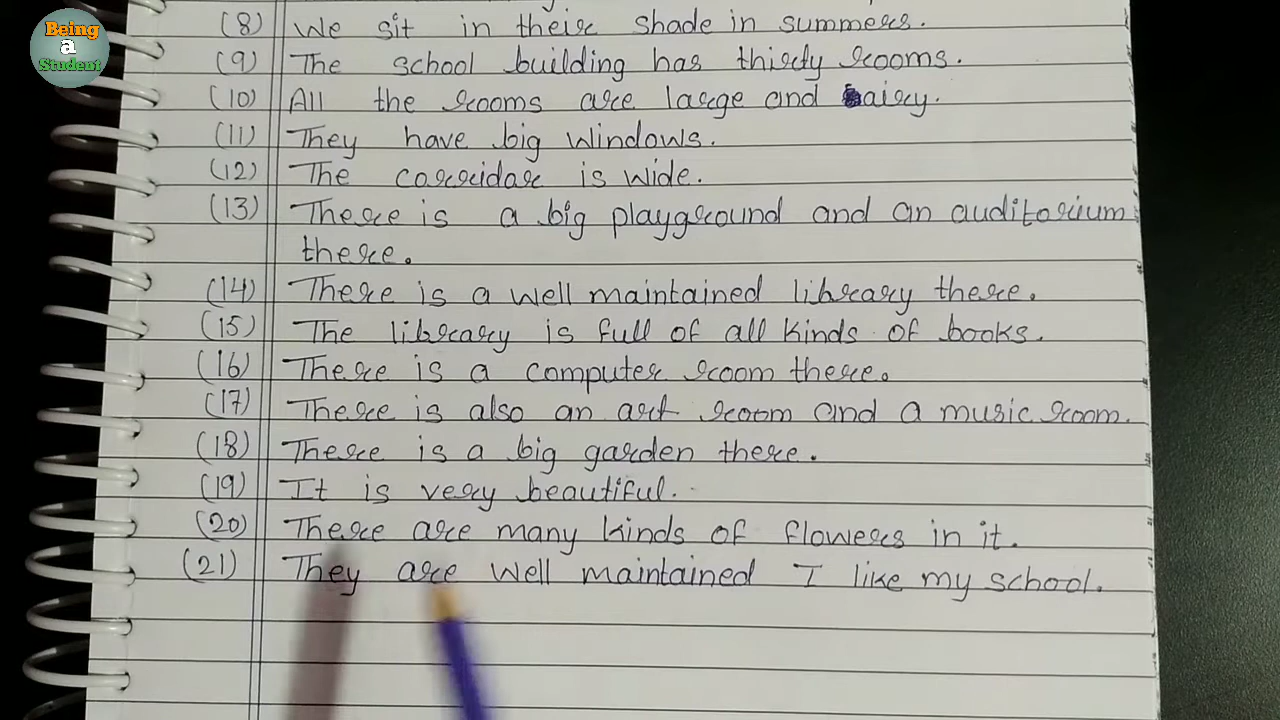 Being
a
Student
(8) We sit in their shade in summers.
(9) The school building has thirty rooms.
(10) All the rooms are large and airy.
(11) They have big windows.
(12) The corridor is wide.
(13) There is a big playground and an auditorium
there.
(14) There is a well maintained library there.
(15) The library is full of all kinds of books.
(16) There is a computer room there.
(17) There is also an art room and a music room.
(18) There is a big garden there.
(19) It is very beautiful.
(20) There are many kinds of flowers in it.
(21) They are well maintained I like my school.